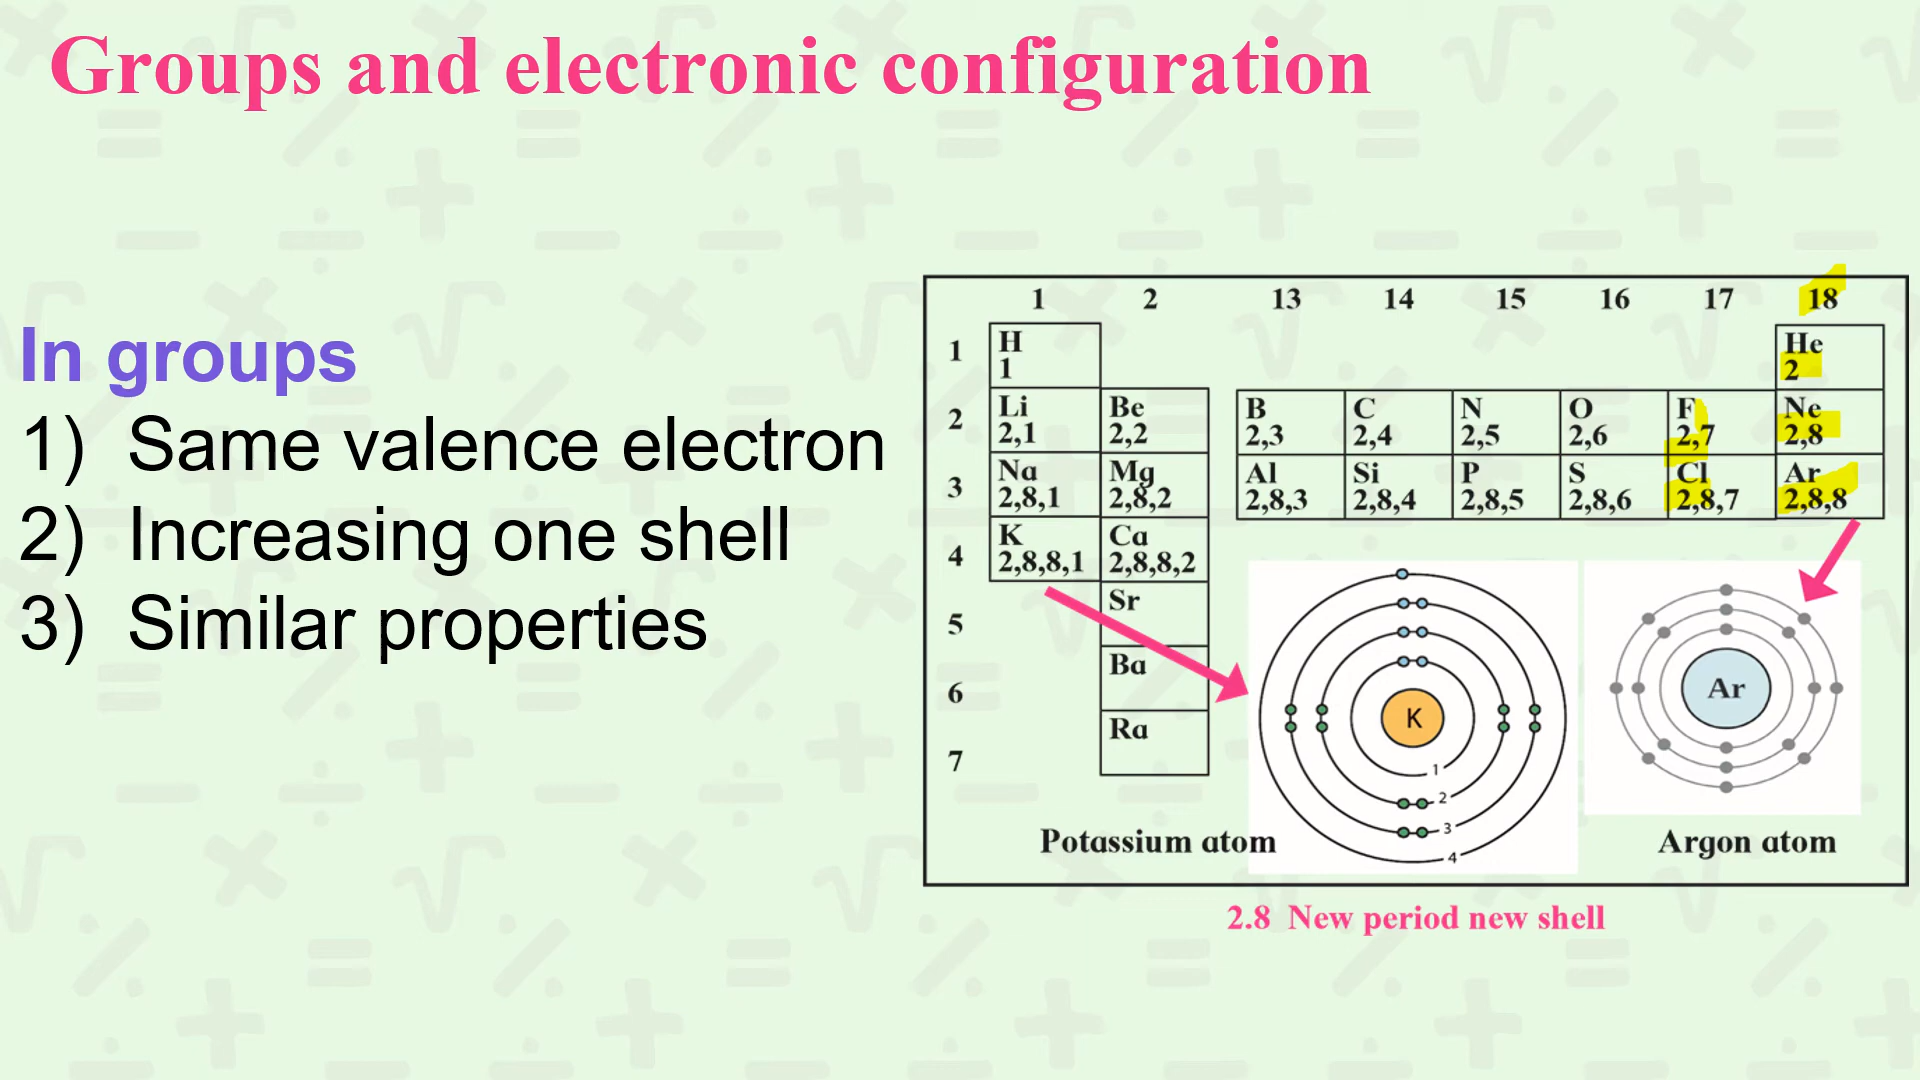 Groups and electronic configuration
In groups
1) Same valence electron
2) Increasing one shell
3) Similar properties
1 2 13 14 15 16 17 18
1 H He
1 2
2 Li Be B C N O F Ne
2,1 2,2 2,3 2,4 2,5 2,6 2,7 2,8
3 Na Mg Al Si P S Cl Ar
2,8,1 2,8,2 2,8,3 2,8,4 2,8,5 2,8,6 2,8,7 2,8,8
4 K Ca
2,8,8,1 2,8,8,2
5 Sr
6 Ba
7 Ra
K
1
2
3
4
Ar
Potassium atom
Argon atom
2.8 New period new shell